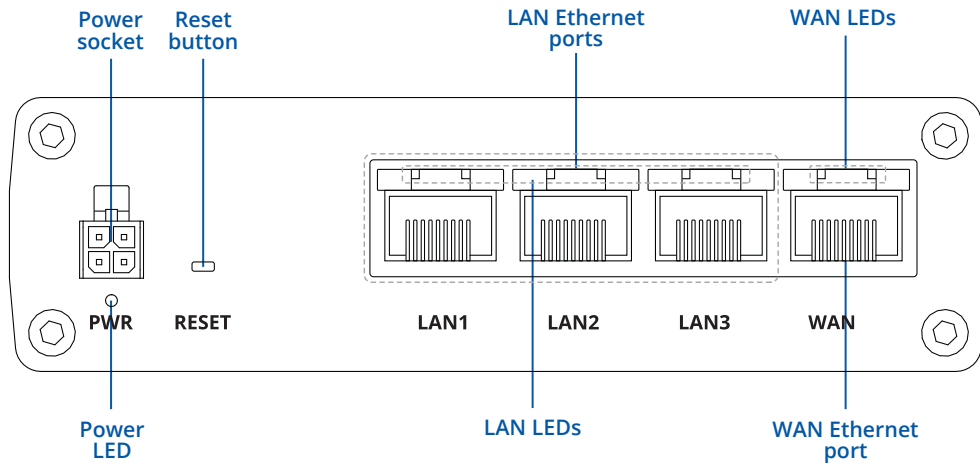 Power
socket
Reset
button
LAN Ethernet
ports
WAN LEDs
PWR
RESET
LAN1
LAN2
LAN3
WAN
Power
LED
LAN LEDs
WAN Ethernet
port